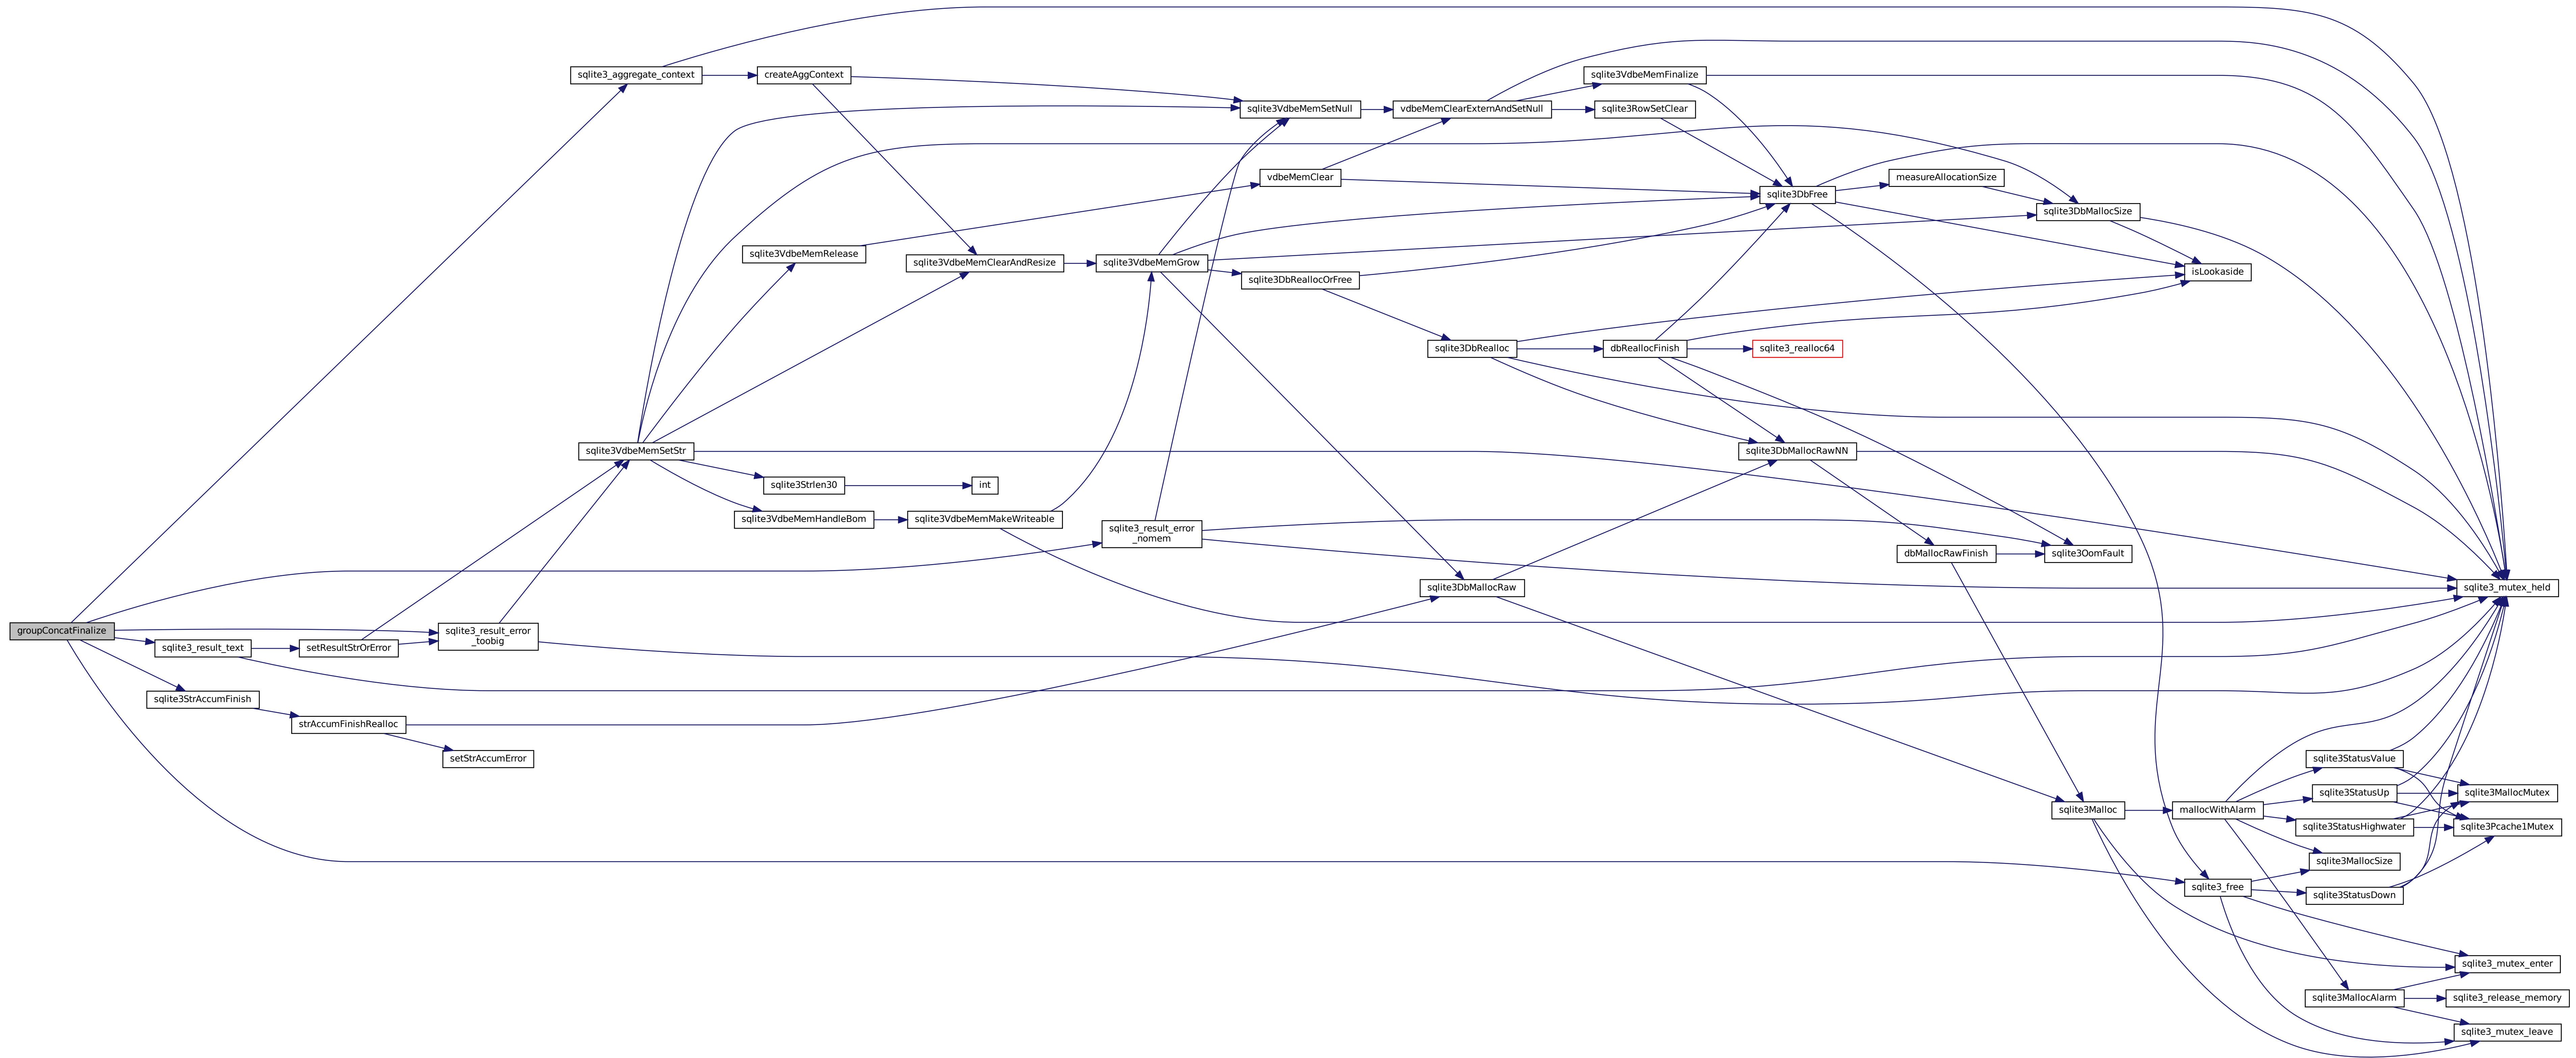 sqlite3_aggregate_context
createAggContext
sqlite3VdbeMemFinalize
sqlite3VdbeMemSetNull
vdbeMemClearExternAndSetNull
sqlite3RowSetClear
vdbeMemClear
measureAllocationSize
sqlite3DbFree
sqlite3DbMallocSize
sqlite3VdbeMemRelease
sqlite3VdbeMemClearAndResize
sqlite3VdbeMemGrow
isLookaside
sqlite3DbReallocOrFree
sqlite3DbRealloc
dbReallocFinish
sqlite3_realloc64
sqlite3VdbeMemSetStr
sqlite3DbMallocRawNN
sqlite3Strlen30
int
sqlite3VdbeMemHandleBom
sqlite3VdbeMemMakeWriteable
sqlite3_result_error
_nomem
dbMallocRawFinish
sqlite3OomFault
sqlite3DbMallocRaw
sqlite3_mutex_held
groupConcatFinalize
sqlite3_result_error
_toobig
sqlite3_result_text
setResultStrOrError
sqlite3StrAccumFinish
strAccumFinishRealloc
setStrAccumError
sqlite3StatusValue
sqlite3StatusUp
sqlite3MallocMutex
sqlite3Malloc
mallocWithAlarm
sqlite3StatusHighwater
sqlite3Pcache1Mutex
sqlite3MallocSize
sqlite3_free
sqlite3StatusDown
sqlite3_mutex_enter
sqlite3MallocAlarm
sqlite3_release_memory
sqlite3_mutex_leave